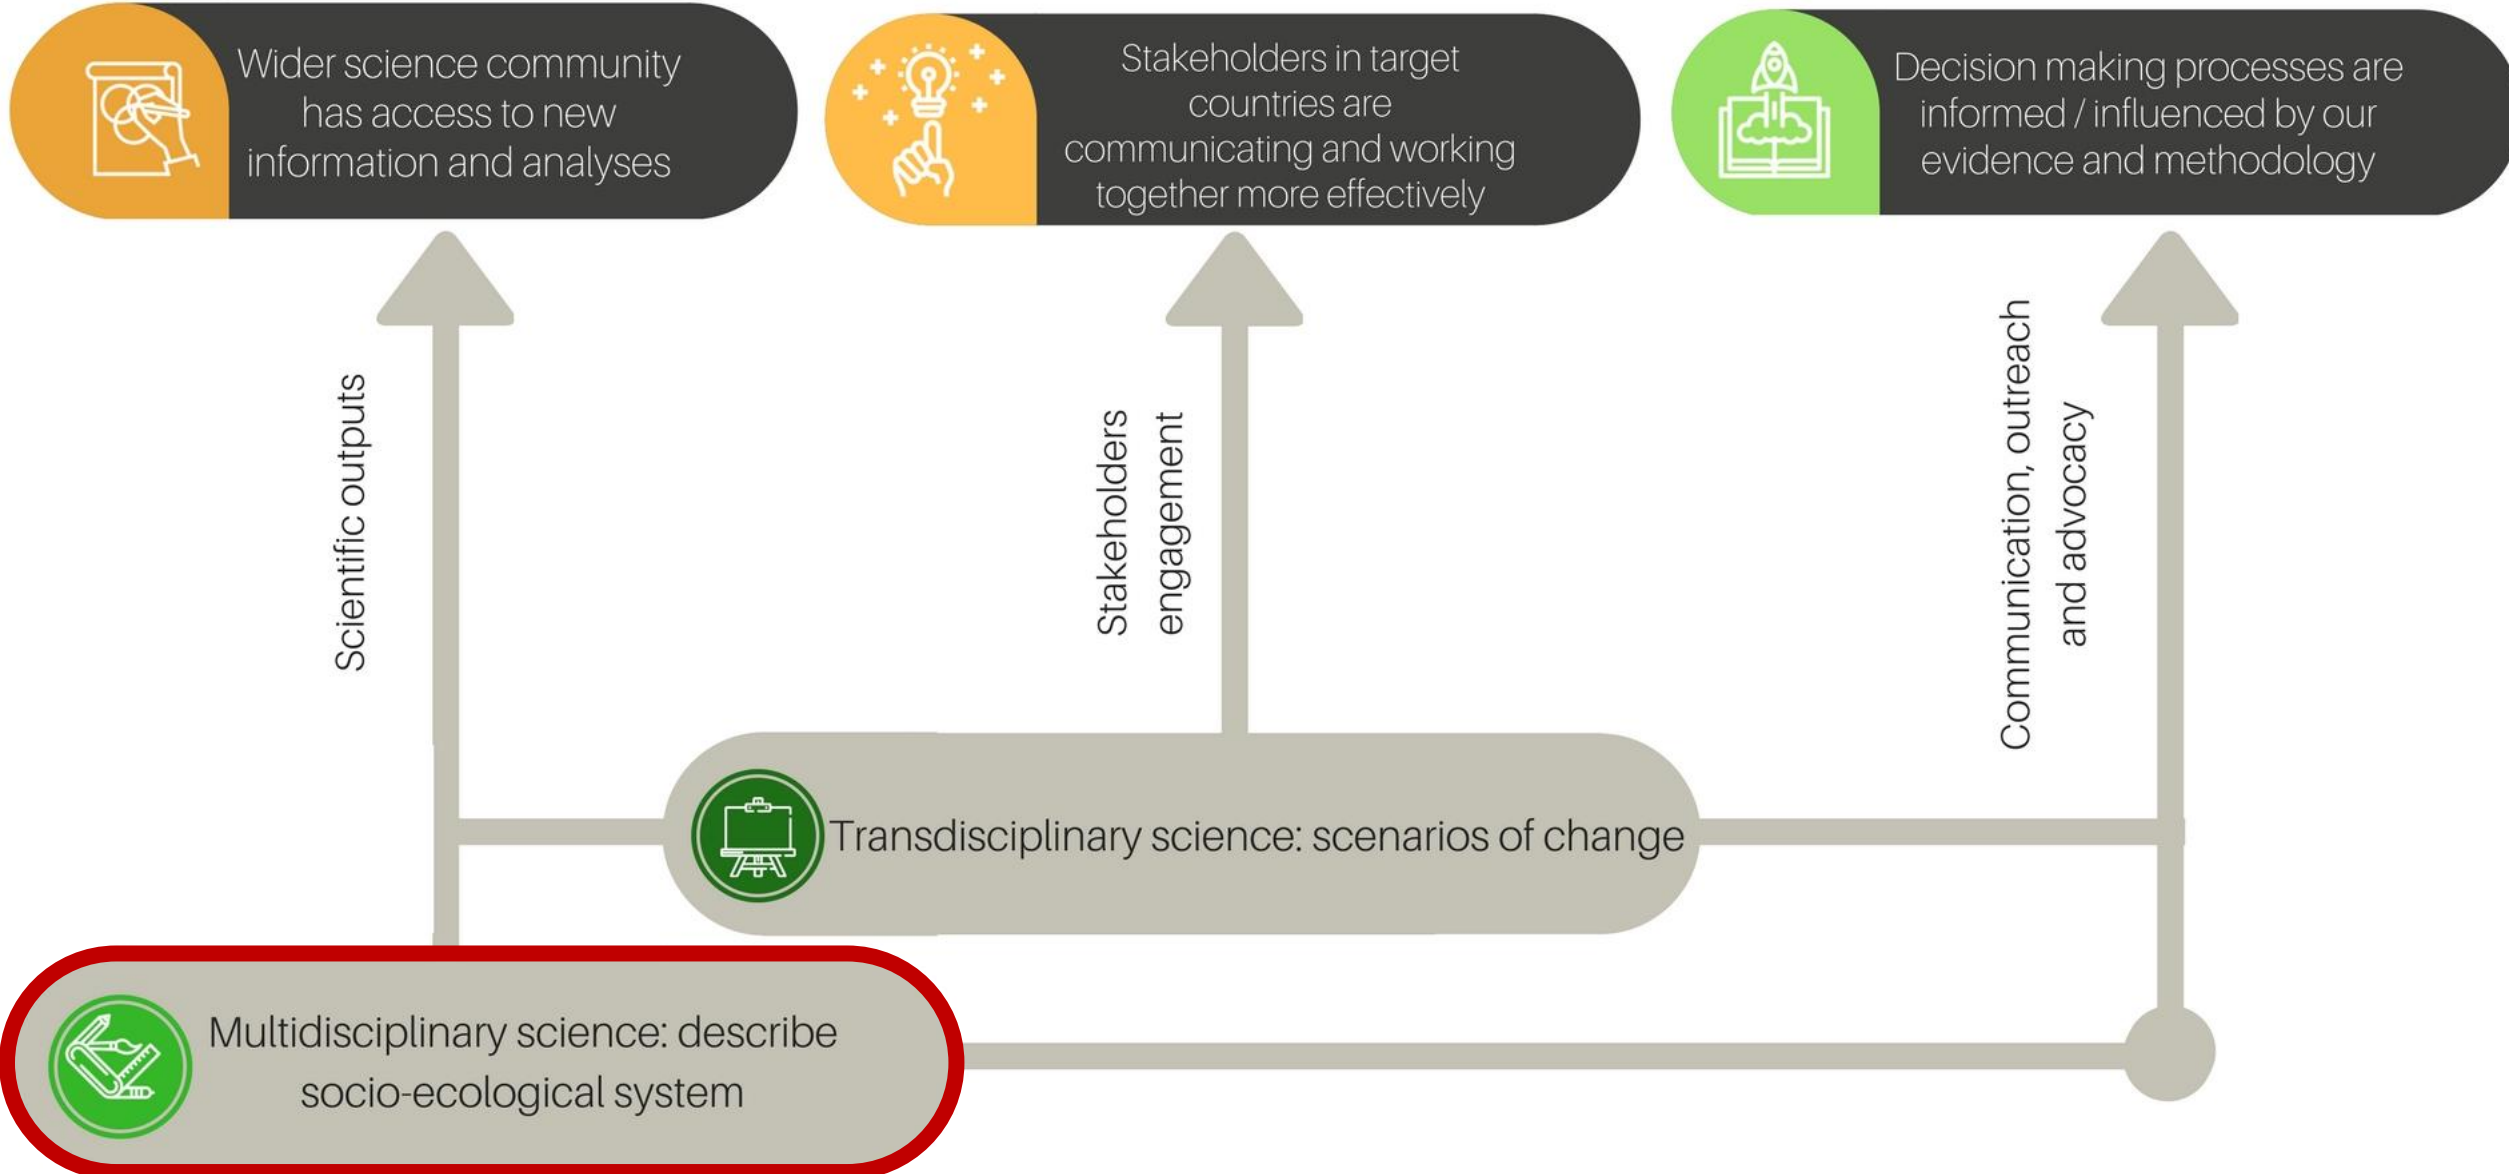 Wider science community
has access to new
information and analyses
Stakeholders in target
countries are
communicating and working
together more effectively
Decision making processes are
informed / influenced by our
evidence and methodology
Scientific outputs
Stakeholders
engagement
Communication, outreach
and advocacy
Transdisciplinary science: scenarios of change
Multidisciplinary science: describe
socio-ecological system